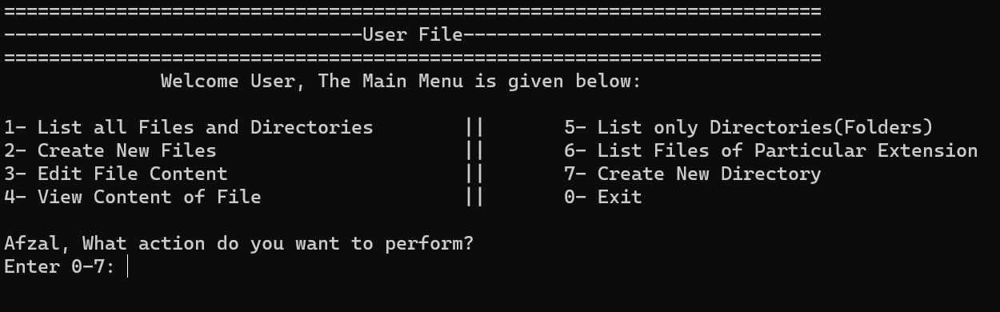 =========================================================================
--------------------------------User File--------------------------------
=========================================================================
Welcome User, The Main Menu is given below:
1- List all Files and Directories || 5- List only Directories(Folders)
2- Create New Files || 6- List Files of Particular Extension
3- Edit File Content || 7- Create New Directory
4- View Content of File || 0- Exit
Afzal, What action do you want to perform?
Enter 0-7: